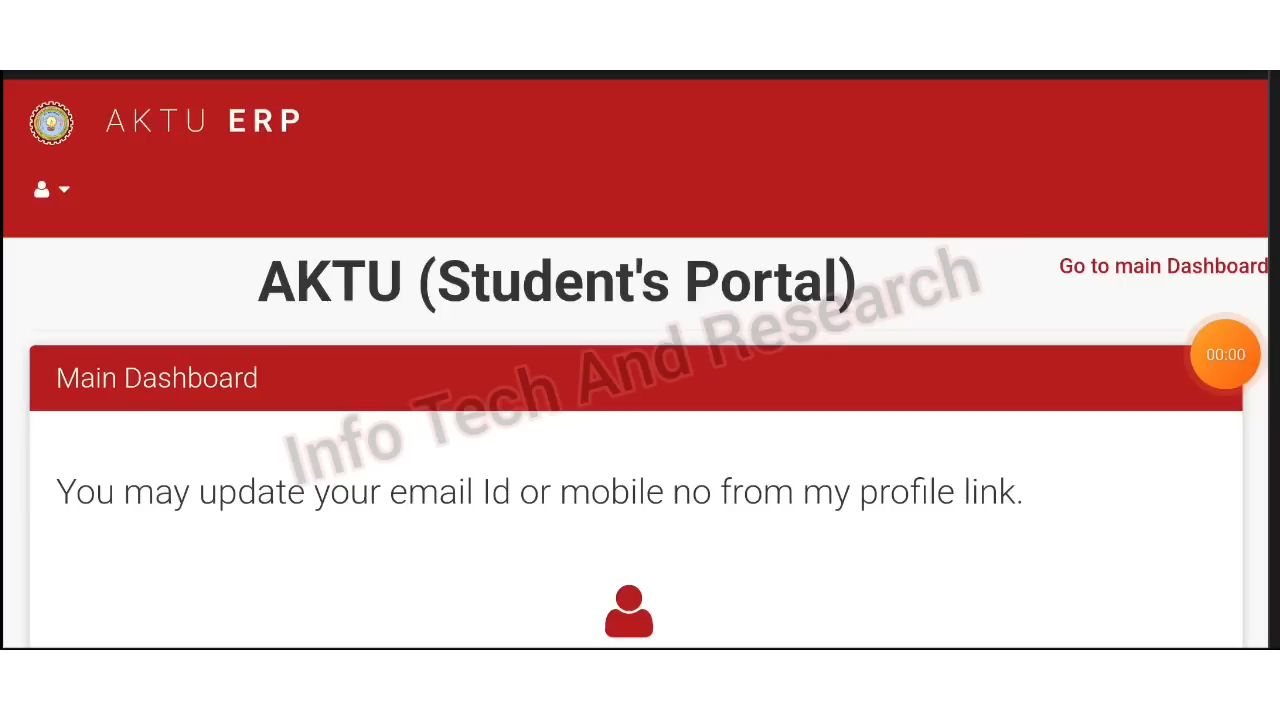 AKTU ERP
AKTU (Student's Portal)
Go to main Dashboard
Main Dashboard
00:00
Info Tech And Research
You may update your email Id or mobile no from my profile link.